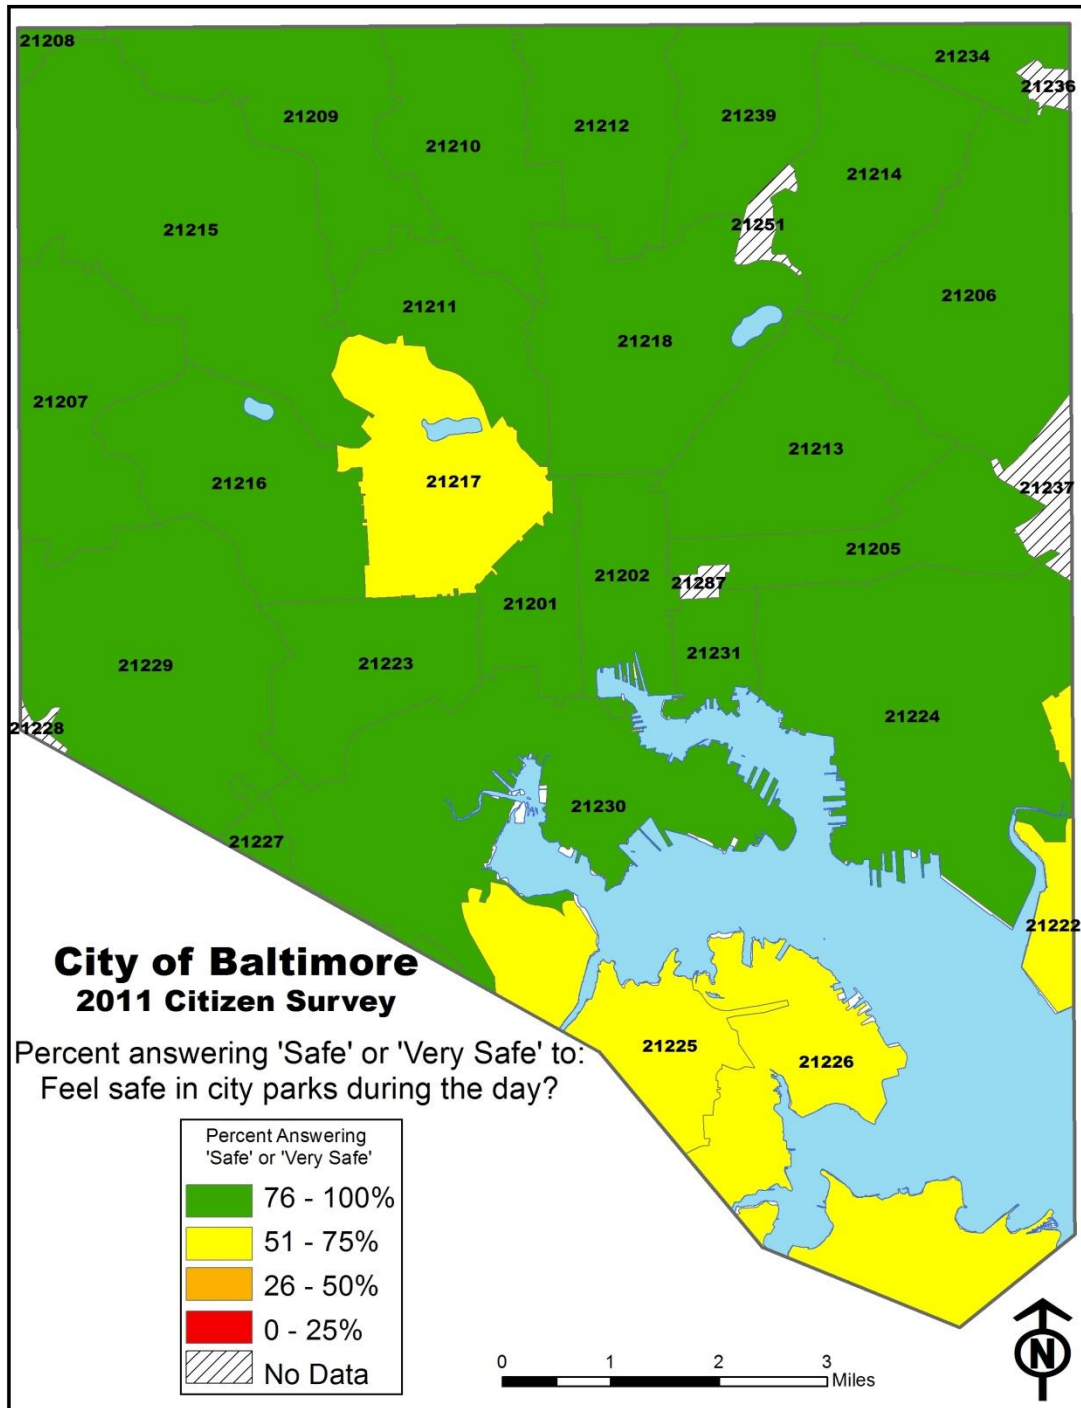 21208
21234
21236
21209
21239
21212
21210
21214
21251
21215
21206
21211
21218
21207
21213
21216
21217
21237
21205
21202
21287
21201
21231
21223
21229
21224
21228
21230
21227
21222
City of Baltimore
2011 Citizen Survey
Percent answering 'Safe' or 'Very Safe' to:
Feel safe in city parks during the day?
21225
21226
Percent Answering
'Safe' or 'Very Safe'
76 - 100%
51 - 75%
26 - 50%
0 - 25%
No Data
0 1 2 3
Miles
N